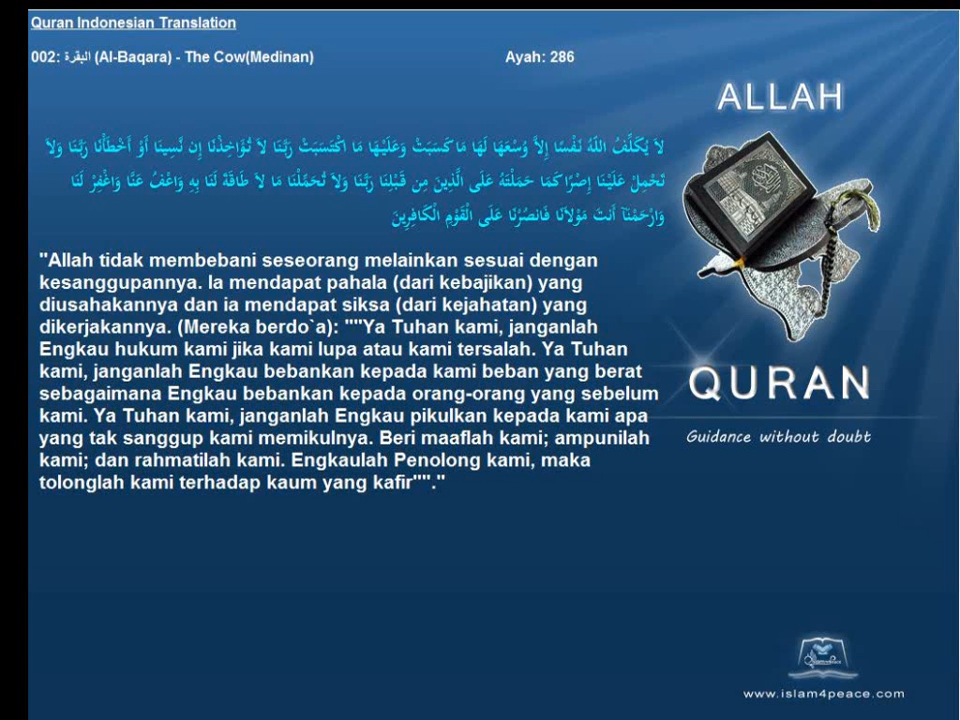 Quran Indonesian Translation
002: البقرة (Al-Baqara) - The Cow(Medinan) Ayah: 286
ALLAH
لاَ يُكَلِّفُ اللّهُ نَفْسًا إِلاَّ وُسْعَهَا لَهَا مَا كَسَبَتْ وَعَلَيْهَا مَا اكْتَسَبَتْ رَبَّنَا لاَ تُؤَاخِذْنَا إِن نَّسِينَا أَوْ أَخْطَأْنَا رَبَّنَا وَلاَ
تَحْمِلْ عَلَيْنَا إِصْرًا كَمَا حَمَلْتَهُ عَلَى الَّذِينَ مِن قَبْلِنَا رَبَّنَا وَلاَ تُحَمِّلْنَا مَا لاَ طَاقَةَ لَنَا بِهِ وَاعْفُ عَنَّا وَاغْفِرْ لَنَا
وَارْحَمْنَآ أَنتَ مَوْلاَنَا فَانصُرْنَا عَلَى الْقَوْمِ الْكَافِرِينَ
"Allah tidak membebani seseorang melainkan sesuai dengan
kesanggupannya. Ia mendapat pahala (dari kebajikan) yang
diusahakannya dan ia mendapat siksa (dari kejahatan) yang
dikerjakannya. (Mereka berdo`a): ""Ya Tuhan kami, janganlah
Engkau hukum kami jika kami lupa atau kami tersalah. Ya Tuhan
kami, janganlah Engkau bebankan kepada kami beban yang berat
sebagaimana Engkau bebankan kepada orang-orang yang sebelum
kami. Ya Tuhan kami, janganlah Engkau pikulkan kepada kami apa
yang tak sanggup kami memikulnya. Beri maaflah kami; ampunilah
kami; dan rahmatilah kami. Engkaulah Penolong kami, maka
tolonglah kami terhadap kaum yang kafir""."
QURAN
Guidance without doubt
www.islam4peace.com